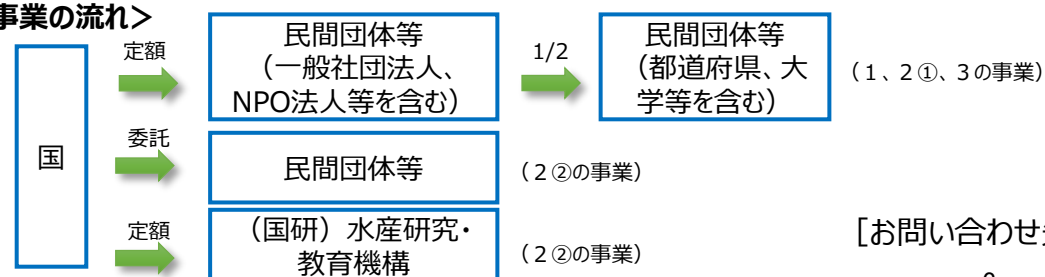 事業の流れ＞
国
定額
民間団体等
（一般社団法人、
NPO法人等を含む）
1/2
民間団体等
（都道府県、大
学等を含む）
（１、２①、３の事業）
委託
民間団体等
（２②の事業）
定額
（国研）水産研究・
教育機構
（２②の事業）
［お問い合わせ